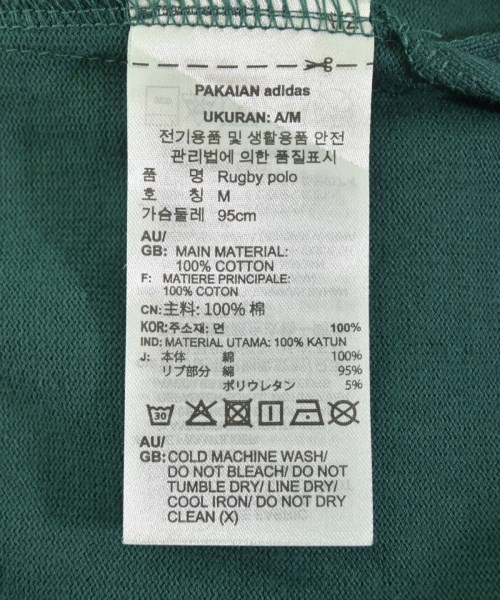 PAKAIAN adidas
UKURAN: A/M
전기용품 및 생활용품 안전
관리법에 의한 품질표시
품 명 Rugby polo
호 칭 M
가슴둘레 95cm
AU/
GB: MAIN MATERIAL:
100% COTTON
F: MATIERE PRINCIPALE:
100% COTON
CN: 主料: 100% 棉
KOR: 주소재: 면 100%
IND: MATERIAL UTAMA: 100% KATUN
J: 本体 綿 100%
リブ部分 綿 95%
ポリウレタン 5%
30
AU/
GB: COLD MACHINE WASH/
DO NOT BLEACH/ DO NOT
TUMBLE DRY/ LINE DRY/
COOL IRON/ DO NOT DRY
CLEAN (X)